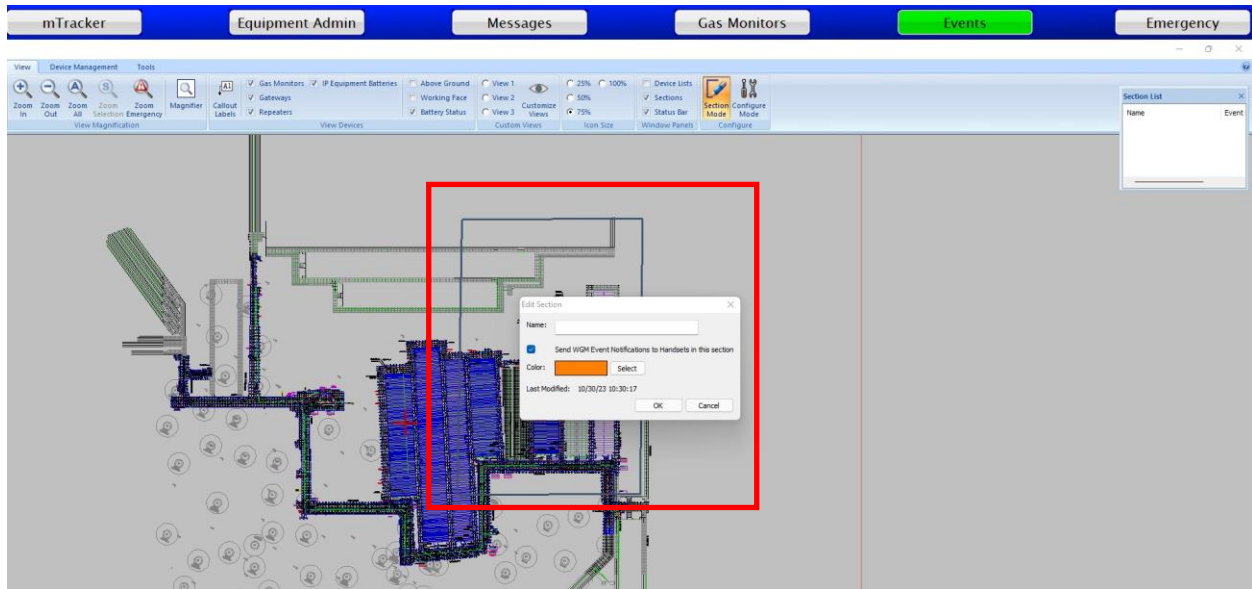 mTracker Equipment Admin Messages Gas Monitors Events Emergency
View Device Management Tools
Zoom In
Zoom Out
Zoom All
Zoom Selection
Zoom Emergency
View Magnification
Magnifier
A1
Callout Labels
Gas Monitors IP Equipment Batteries
Gateways
Repeaters
Above Ground
Working Face
Battery Status
View Devices
View 1
View 2
View 3
Customize Views
Custom Views
25% 100%
50%
75%
Icon Size
Device Lists
Sections
Status Bar
Window Panels
Section Mode
Configure Mode
Configure
Section List
Name Event
Edit Section
Name:
Send WGM Event Notifications to Handsets in this section
Color: Select
Last Modified: 10/30/23 10:30:17
OK Cancel